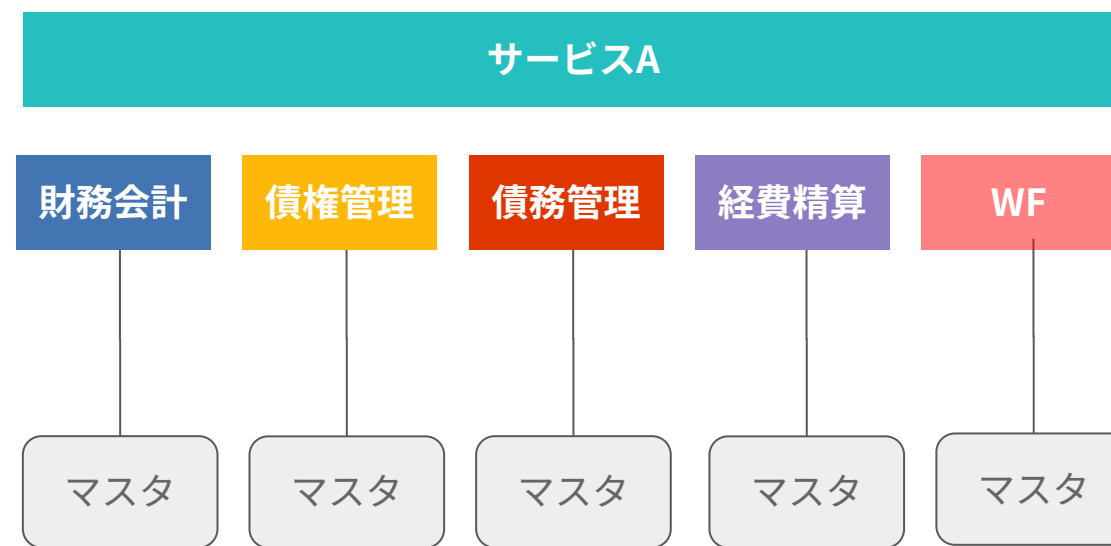 サービスA
財務会計
債権管理
債務管理
経費精算
WF
マスタ
マスタ
マスタ
マスタ
マスタ